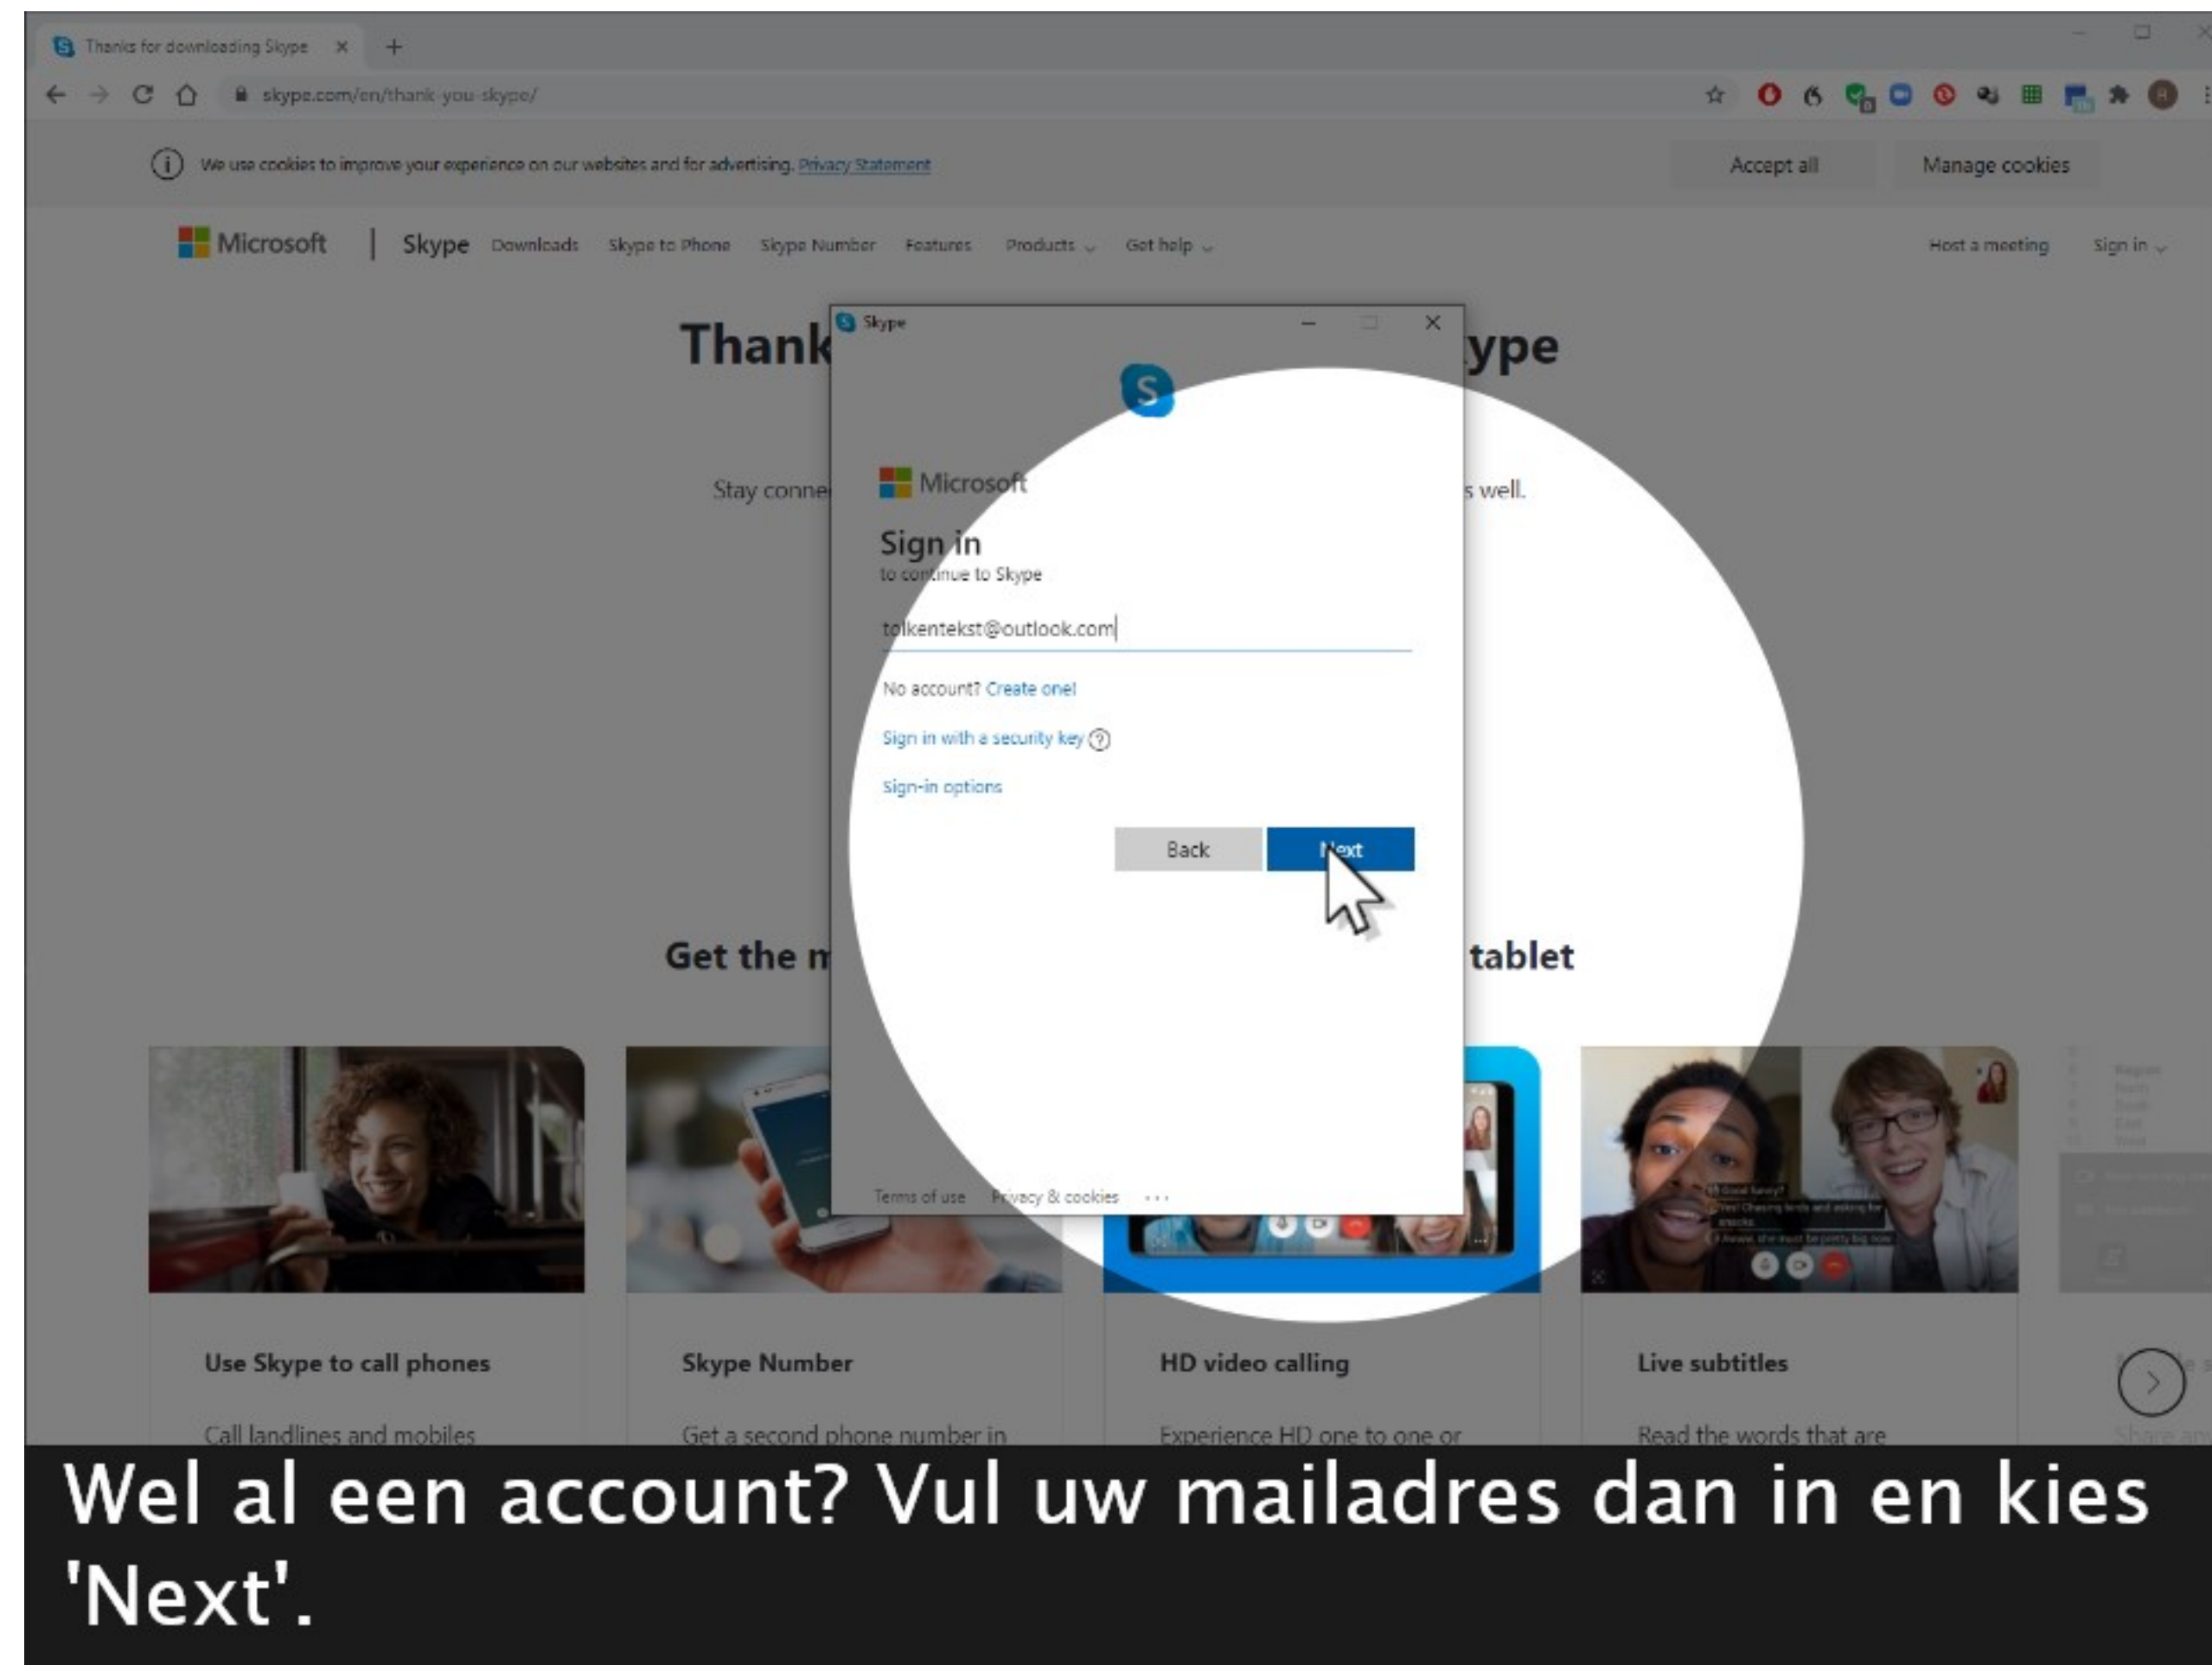 Thanks for downloading Skype
skype.com/en/thank-you-skype/
We use cookies to improve your experience on our websites and for advertising. Privacy Statement
Accept all
Manage cookies
Microsoft | Skype Downloads Skype to Phone Skype Number Features Products Get help
Host a meeting Sign in
Skype
Thank
ype
Microsoft
Stay conne
s well.
Sign in
to continue to Skype
tolkentekst@outlook.com
No account? Create one!
Sign in with a security key
Sign-in options
Back
Next
Get the m
tablet
Terms of use Privacy & cookies
Use Skype to call phones
Skype Number
HD video calling
Live subtitles
Call landlines and mobiles
Get a second phone number in
Experience HD one to one or
Read the words that are
Wel al een account? Vul uw mailadres dan in en kies
'Next'.